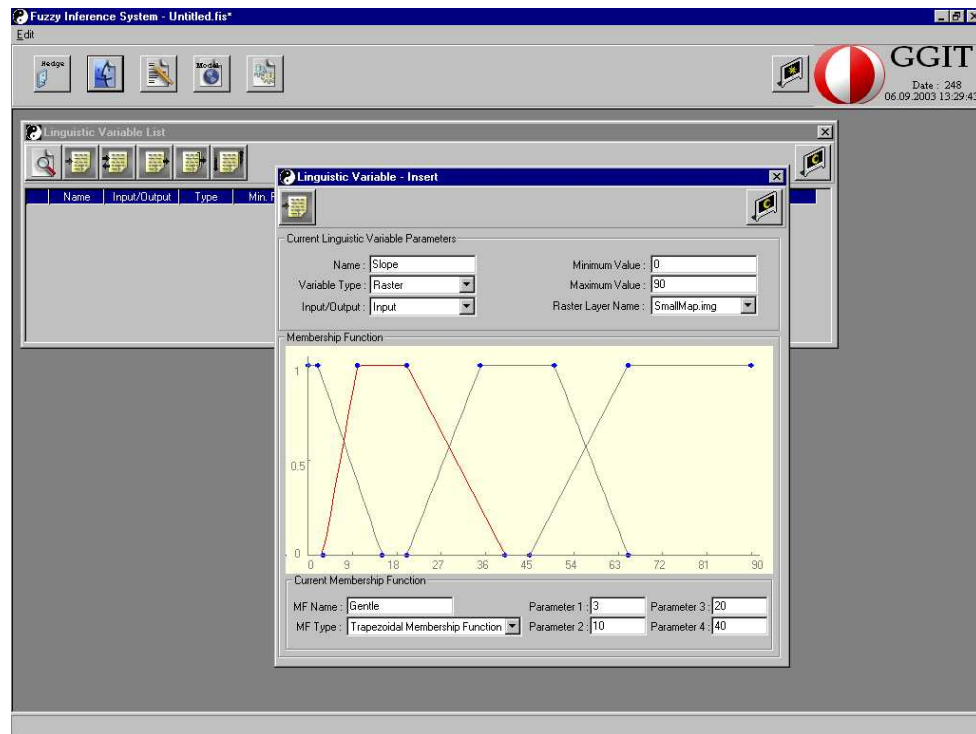 Fuzzy Inference System - Untitled.fis*
Edit
Hedge
Model
GGIT
Date : 248
06.09.2003 13:29:43
Linguistic Variable List
Name Input/Output Type Min.
Linguistic Variable - Insert
Current Linguistic Variable Parameters
Name : Slope Minimum Value : 0
Variable Type : Raster Maximum Value : 90
Input/Output : Input Raster Layer Name : SmallMap.img
Membership Function
1
0.5
0
0 9 18 27 36 45 54 63 72 81 90
Current Membership Function
MF Name : Gentle Parameter 1 : 3 Parameter 3 : 20
MF Type : Trapezoidal Membership Function Parameter 2 : 10 Parameter 4 : 40